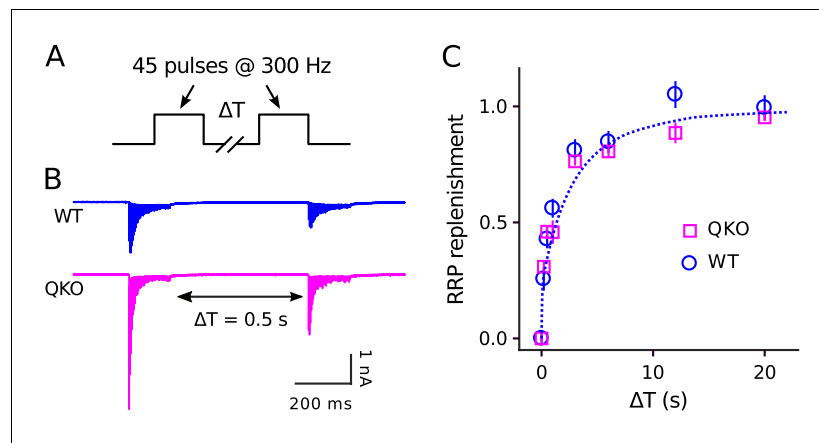 A
45 pulses @ 300 Hz
ΔT
B
WT
QKO
ΔT = 0.5 s
1 nA
200 ms
C
RRP replenishment
1.0
0.5
0.0
QKO
WT
0
10
20
ΔT (s)